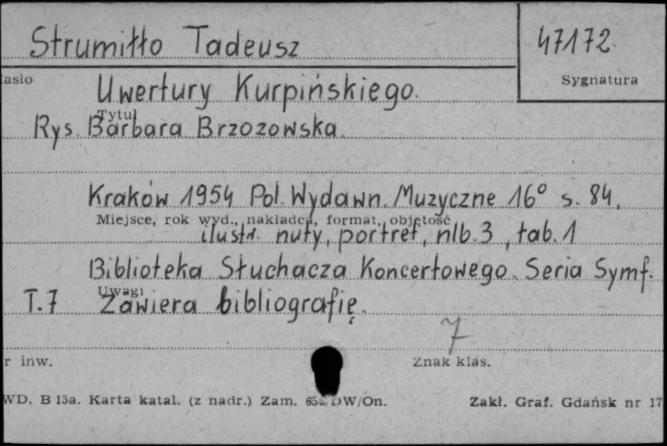 Strumiłło Tadeusz
47172.
asło
Sygnatura
Uwertury Kurpińskiego.
Tytuł
Rys. Barbara Brzozowska.
Kraków 1954 Pol. Wydawn. Muzyczne 16° s. 84,
Miejsce, rok wyd., nakładca, format, objętość
ilustr. nuty, portret, nlb. 3, tab. 1
Biblioteka Słuchacza Koncertowego. Seria Symf.
Uwagi
T. 7 Zawiera bibliografię.
7
r inw.
Znak klas.
WD. B 15a. Karta katal. (z nadr.) Zam. DW/On.
Zakł. Graf. Gdańsk nr 17